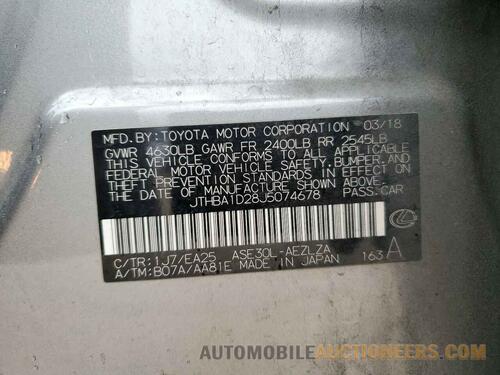 MFD. BY: TOYOTA MOTOR CORPORATION 03/18
GVWR 4630LB GAWR FR 2400LB RR 2545LB
THIS VEHICLE CONFORMS TO ALL APPLICABLE
FEDERAL MOTOR VEHICLE SAFETY, BUMPER, AND
THEFT PREVENTION STANDARDS IN EFFECT ON
THE DATE OF MANUFACTURE SHOWN ABOVE.
JTHBA1D28J5074678 PASS. CAR
C/TR: 1J7/EA25 ASE30L-AEZLZA 163 A
A/TM: B07A/AA81E MADE IN JAPAN
AUTOMOBILEAUCTIONEERS.COM